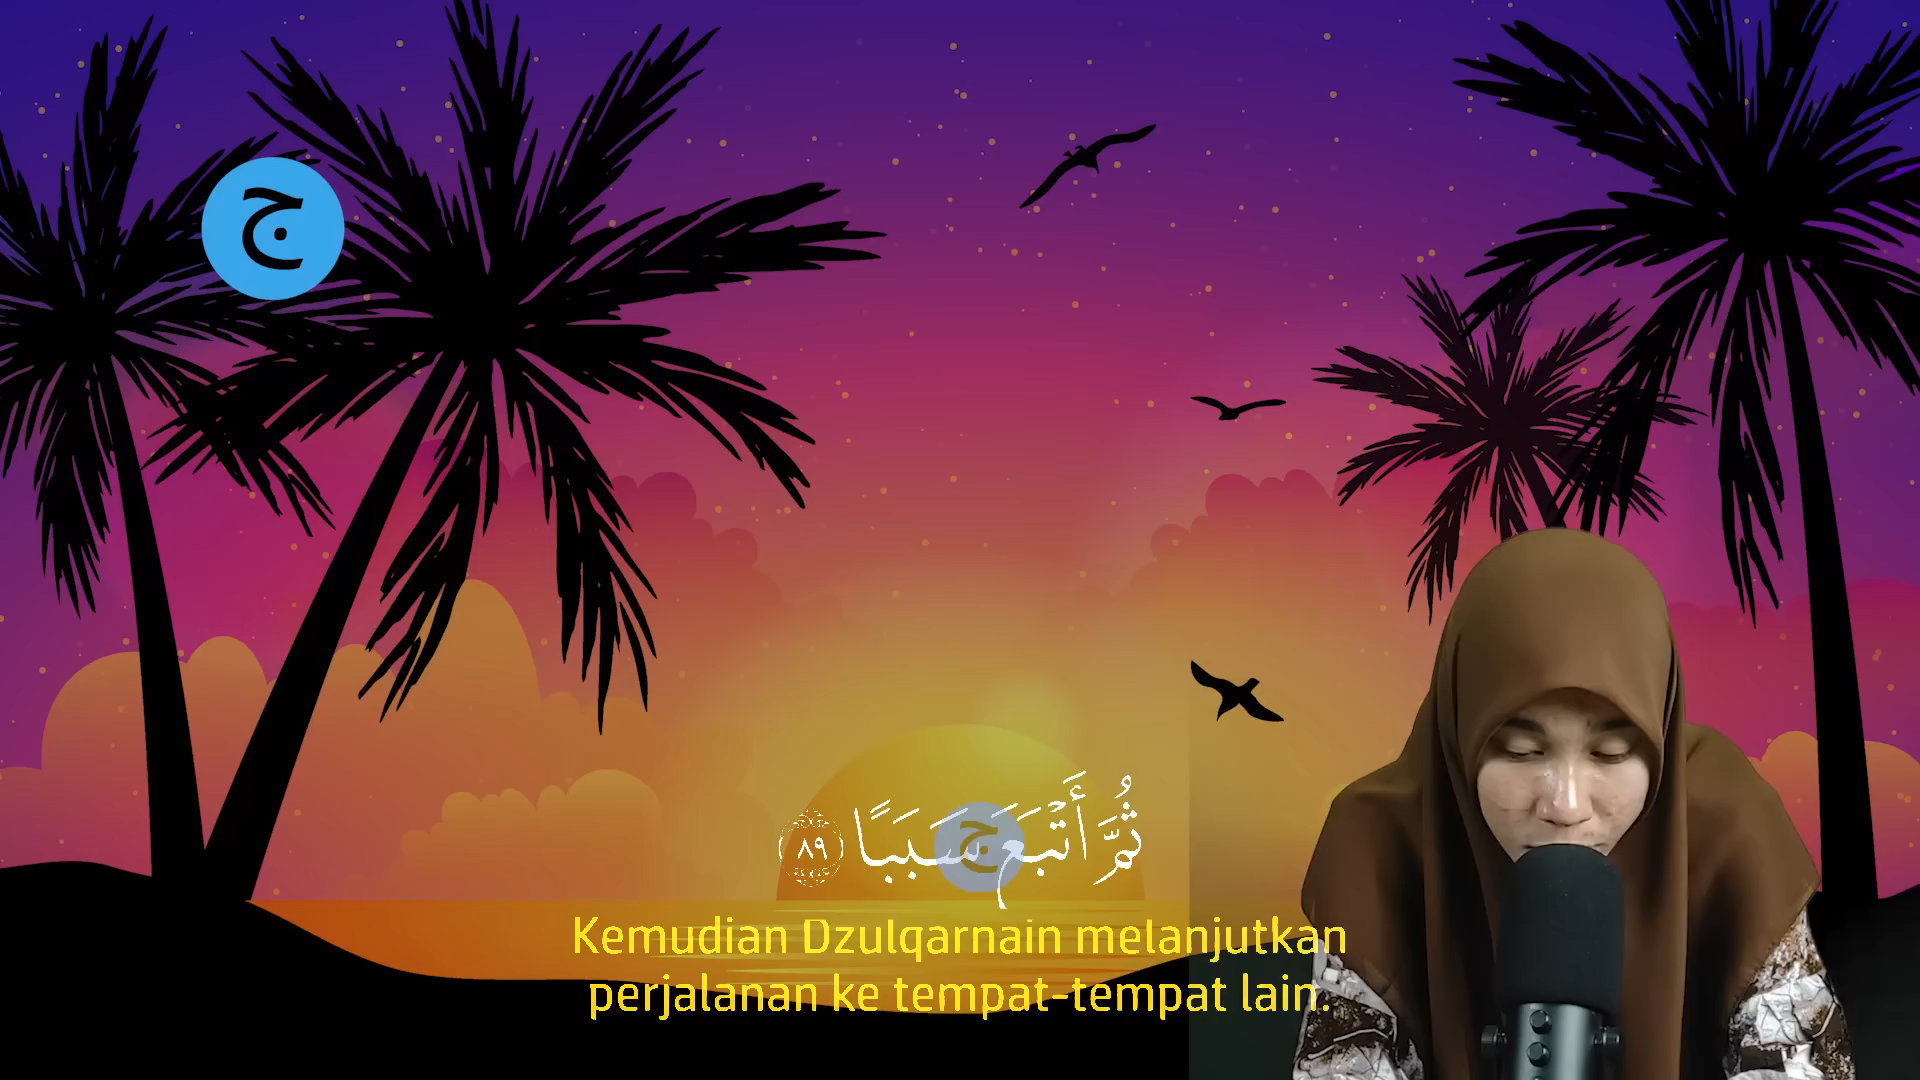 ج
ثُمَّ أَتْبَعَ سَبَبًا ٨٩
ج
Kemudian Dzulqarnain melanjutkan
perjalanan ke tempat-tempat lain.